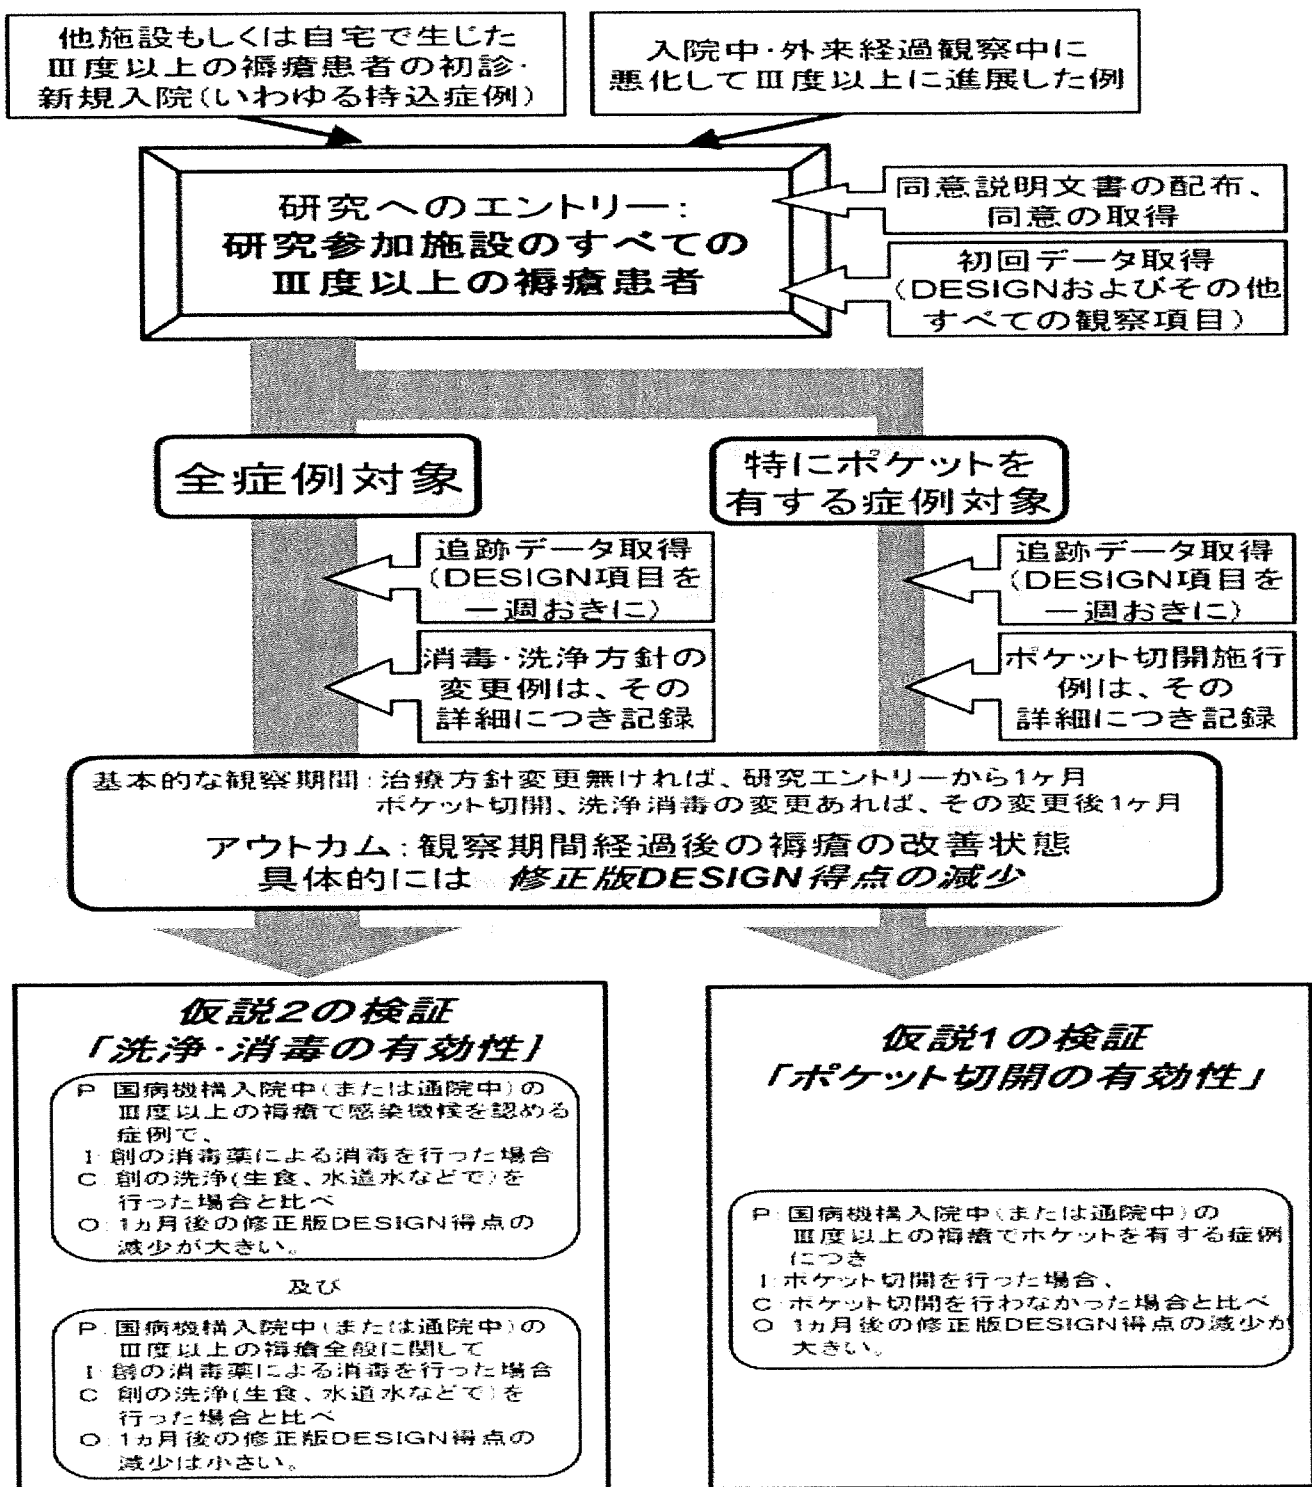 他施設もしくは自宅で生じた
Ⅲ度以上の褥瘡患者の初診・
新規入院(いわゆる持込症例)
入院中・外来経過観察中に
悪化してⅢ度以上に進展した例
研究へのエントリー:
研究参加施設のすべての
Ⅲ度以上の褥瘡患者
同意説明文書の配布、
同意の取得
初回データ取得
(DESIGNおよびその他
すべての観察項目)
全症例対象
特にポケットを
有する症例対象
追跡データ取得
(DESIGN項目を
一週おきに)
消毒・洗浄方針の
変更例は、その
詳細につき記録
追跡データ取得
(DESIGN項目を
一週おきに)
ポケット切開施行
例は、その
詳細につき記録
基本的な観察期間:治療方針変更無ければ、研究エントリーから1ヶ月
ポケット切開、洗浄消毒の変更あれば、その変更後1ヶ月
アウトカム:観察期間経過後の褥瘡の改善状態
具体的には 修正版DESIGN得点の減少
仮説2の検証
「洗浄・消毒の有効性}
P 国病機構入院中(または通院中)の
Ⅲ度以上の褥瘡で感染徴候を認める
症例で、
I 創の消毒薬による消毒を行った場合
C 創の洗浄(生食、水道水などで)を
行った場合と比べ
O 1ヵ月後の修正版DESIGN得点の
減少が大きい。
及び
P 国病機構入院中(または通院中)の
Ⅲ度以上の褥瘡全般に関して
I 創の消毒薬による消毒を行った場合
C 創の洗浄(生食、水道水などで)を
行った場合と比べ
O 1ヵ月後の修正版DESIGN得点の
減少は小さい。
仮説1の検証
「ポケット切開の有効性」
P 国病機構入院中(または通院中)の
Ⅲ度以上の褥瘡でポケットを有する症例
につき
I ポケット切開を行った場合、
C ポケット切開を行わなかった場合と比べ
O 1ヵ月後の修正版DESIGN得点の減少が
大きい。